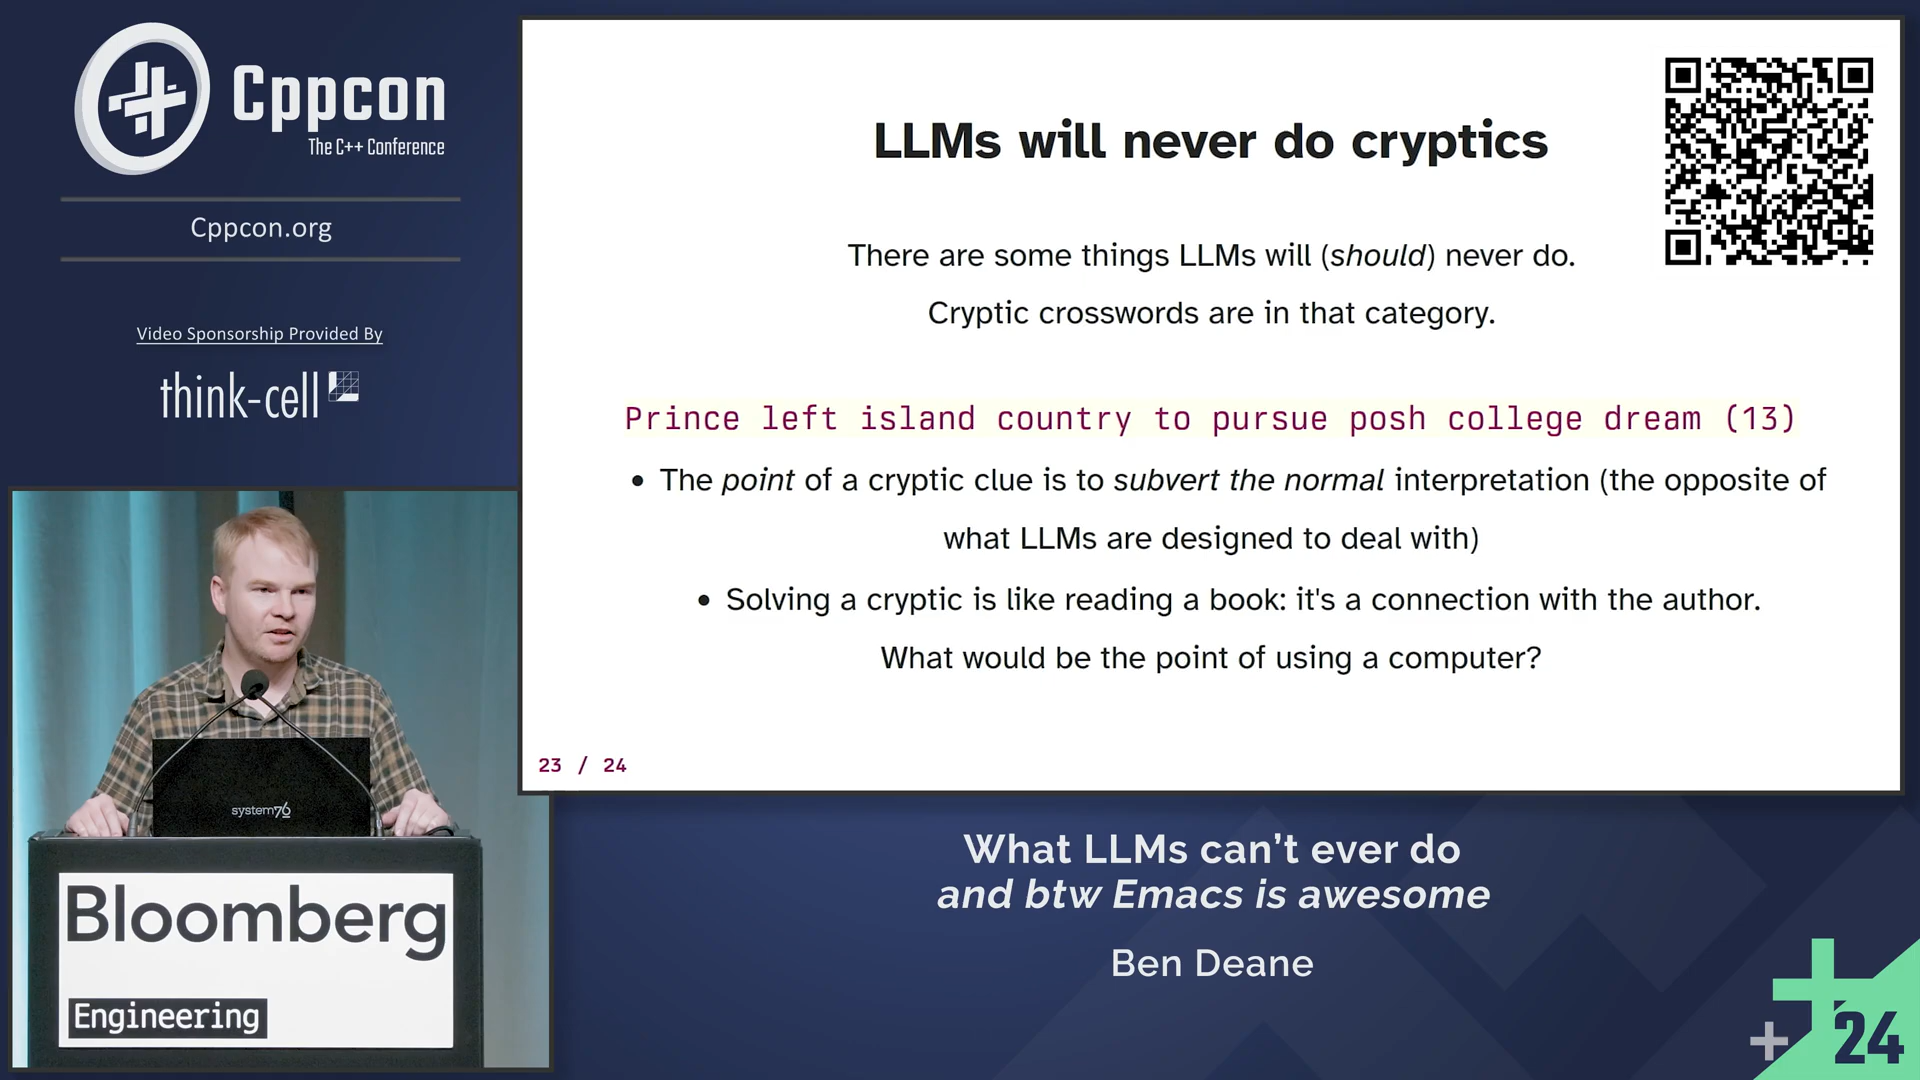 Cppcon
The C++ Conference
Cppcon.org
Video Sponsorship Provided By
think-cell
LLMs will never do cryptics
There are some things LLMs will (should) never do.
Cryptic crosswords are in that category.
Prince left island country to pursue posh college dream (13)
• The point of a cryptic clue is to subvert the normal interpretation (the opposite of
what LLMs are designed to deal with)
• Solving a cryptic is like reading a book: it's a connection with the author.
What would be the point of using a computer?
23 / 24
system76
Bloomberg
Engineering
What LLMs can’t ever do
and btw Emacs is awesome
Ben Deane
24